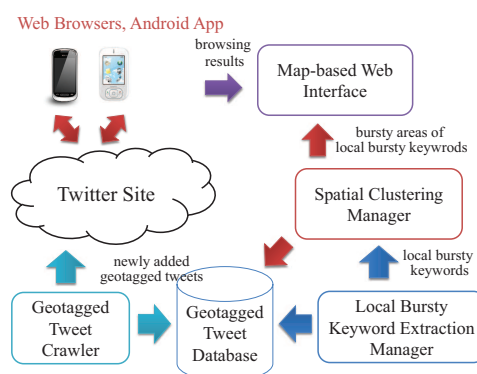 Web Browsers, Android App
browsing
results
Map-based Web
Interface
bursty areas of
local bursty keywrods
Twitter Site
Spatial Clustering
Manager
newly added
geotagged tweets
local bursty
keywords
Geotagged
Tweet
Crawler
Geotagged
Tweet
Database
Local Bursty
Keyword Extraction
Manager